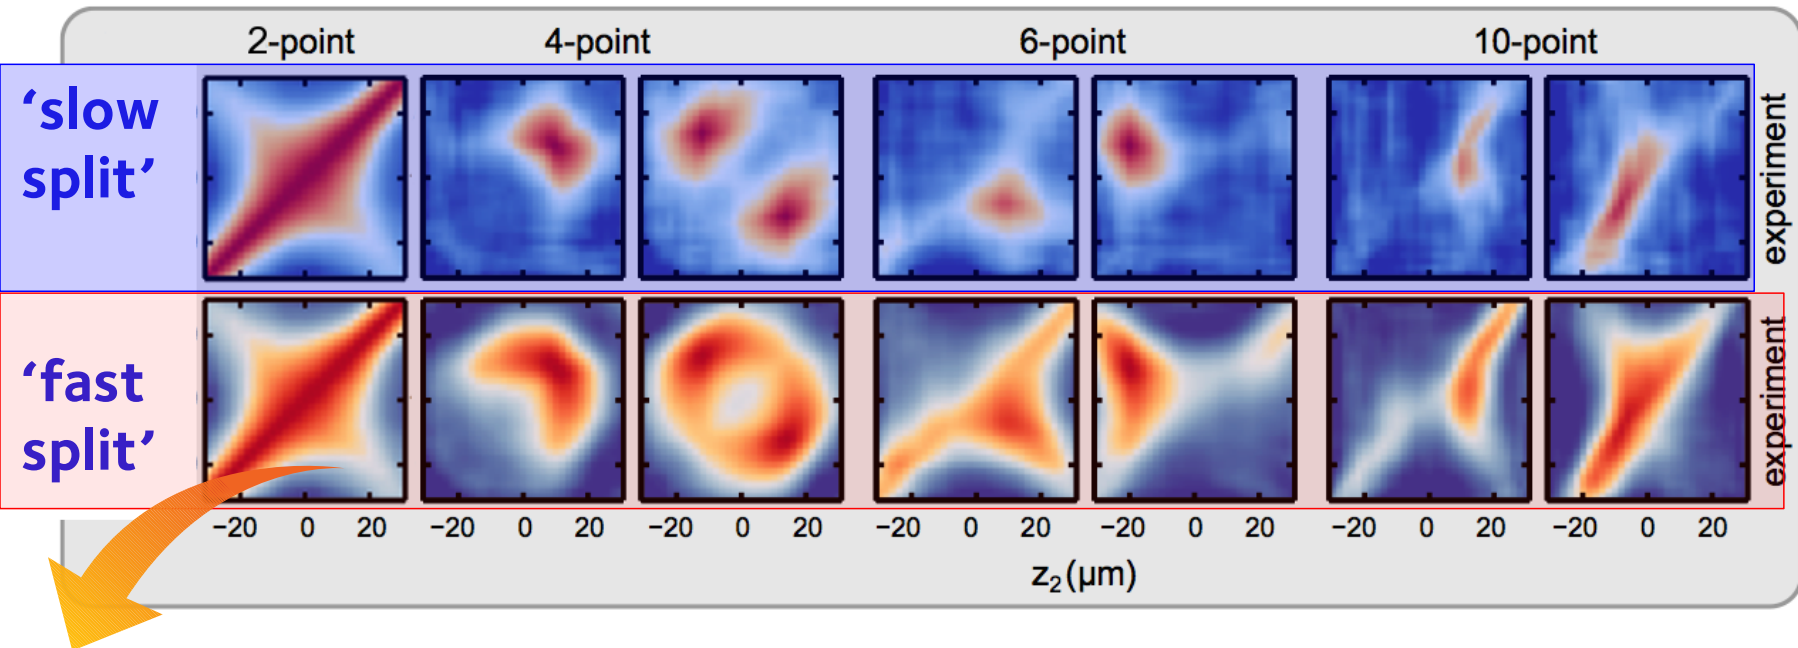 2-point 4-point 6-point 10-point
‘slow
split’
experiment
‘fast
split’
experiment
−20 0 20 −20 0 20 −20 0 20 −20 0 20 −20 0 20 −20 0 20 −20 0 20
z₂(μm)